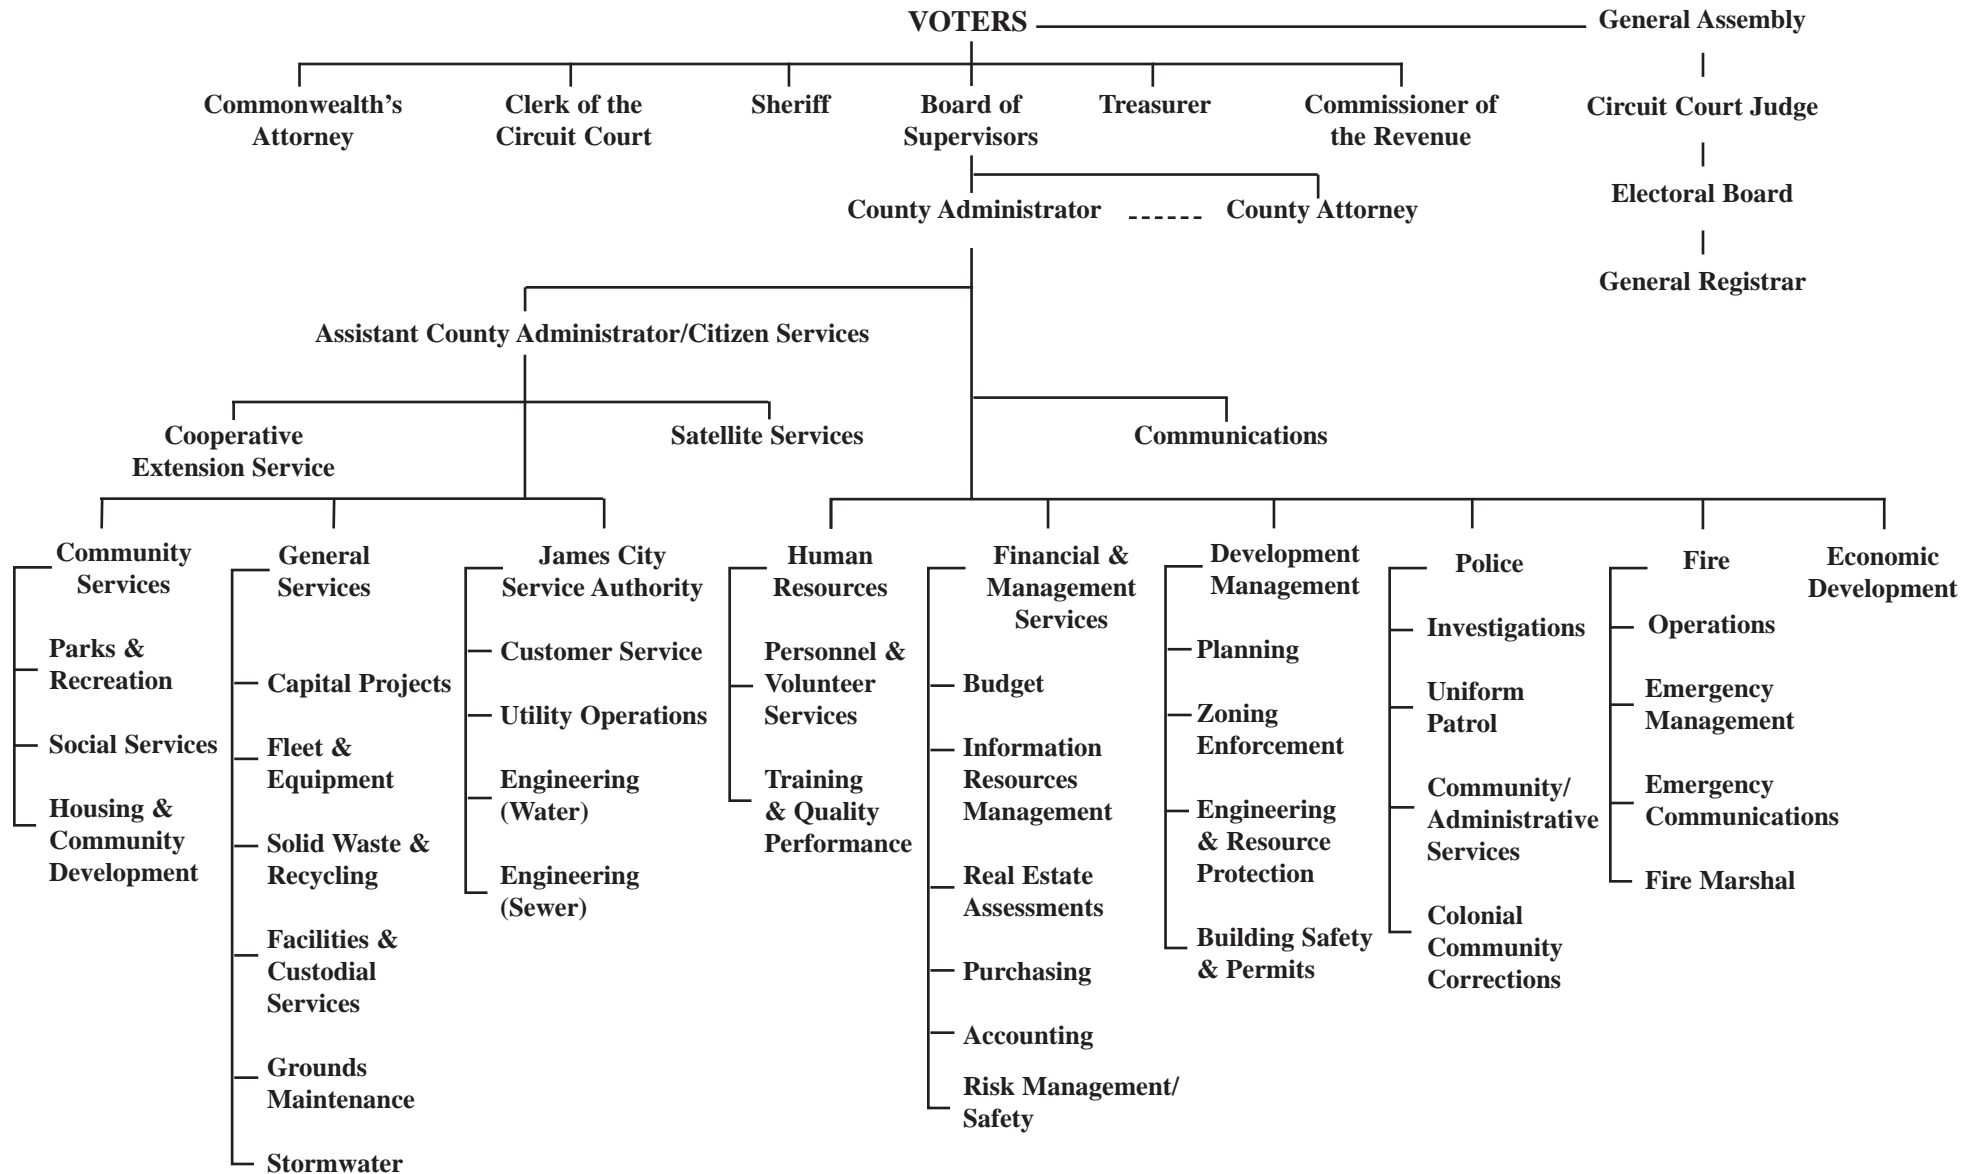 VOTERS
General Assembly
Commonwealth's
Attorney
Clerk of the
Circuit Court
Sheriff
Board of
Supervisors
Treasurer
Commissioner of
the Revenue
Circuit Court Judge
Electoral Board
General Registrar
County Administrator
County Attorney
Assistant County Administrator/Citizen Services
Cooperative
Extension Service
Satellite Services
Communications
Community
Services
Parks &
Recreation
Social Services
Housing &
Community
Development
General
Services
Capital Projects
Fleet &
Equipment
Solid Waste &
Recycling
Facilities &
Custodial
Services
Grounds
Maintenance
Stormwater
James City
Service Authority
Customer Service
Utility Operations
Engineering
(Water)
Engineering
(Sewer)
Human
Resources
Personnel &
Volunteer
Services
Training
& Quality
Performance
Financial &
Management
Services
Budget
Information
Resources
Management
Real Estate
Assessments
Purchasing
Accounting
Risk Management/
Safety
Development
Management
Planning
Zoning
Enforcement
Engineering
& Resource
Protection
Building Safety
& Permits
Police
Investigations
Uniform
Patrol
Community/
Administrative
Services
Colonial
Community
Corrections
Fire
Operations
Emergency
Management
Emergency
Communications
Fire Marshal
Economic
Development